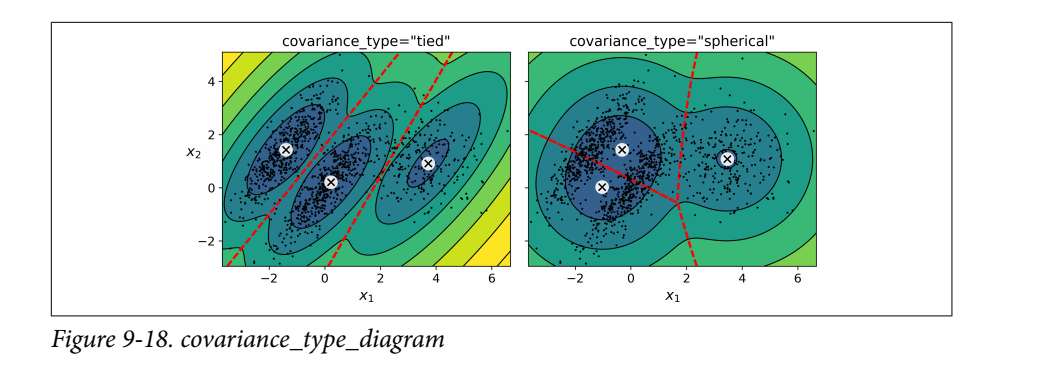 covariance_type="tied" covariance_type="spherical"
4
2
x₂
0
−2
−2 0 2 4 6 −2 0 2 4 6
x₁ x₁
Figure 9-18. covariance_type_diagram